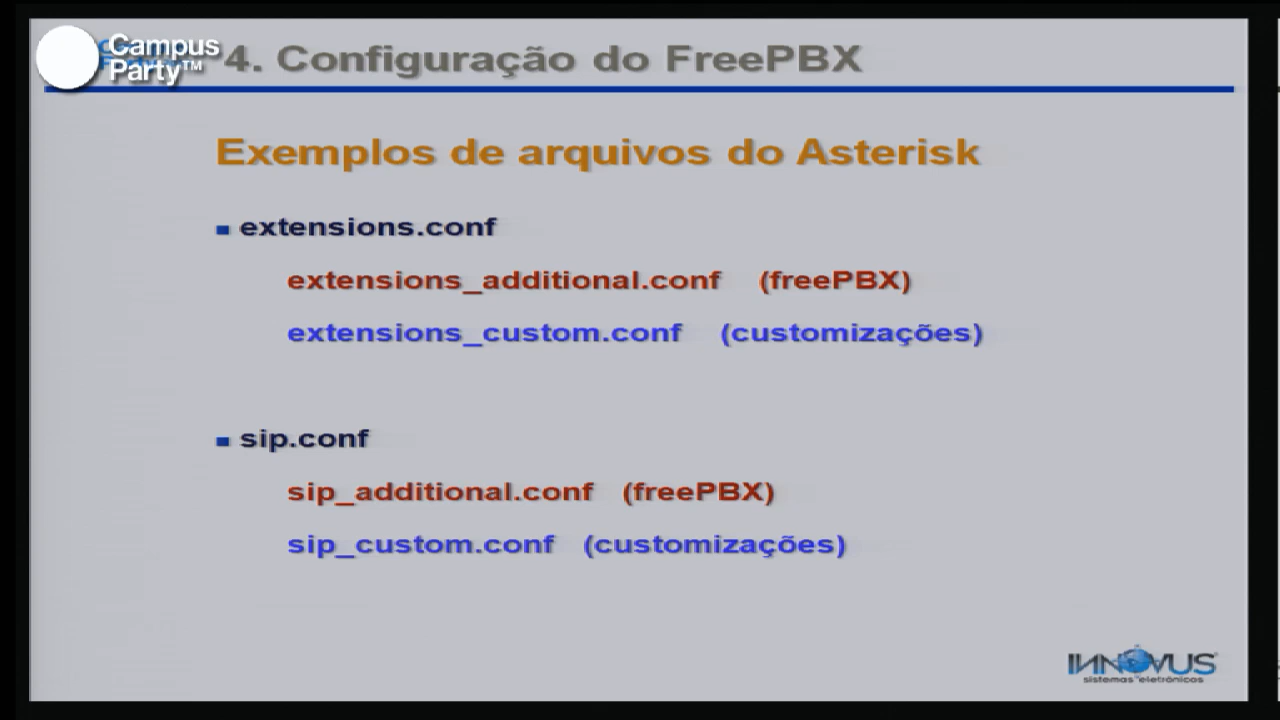 Campus
Party™
4. Configuração do FreePBX
Exemplos de arquivos do Asterisk
extensions.conf
extensions_additional.conf (freePBX)
extensions_custom.conf (customizações)
sip.conf
sip_additional.conf (freePBX)
sip_custom.conf (customizações)
INNOVUS
sistemas eletrônicos